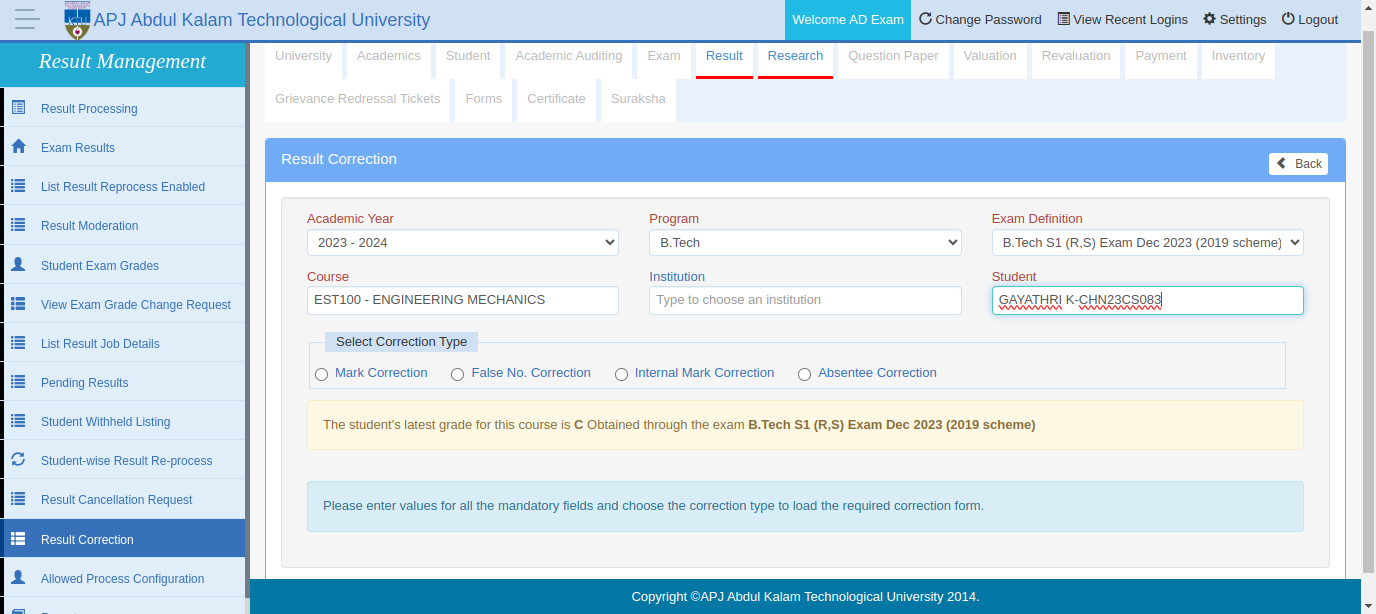 APJ Abdul Kalam Technological University
Welcome AD Exam Change Password View Recent Logins Settings Logout
Result Management
Result Processing
Exam Results
List Result Reprocess Enabled
Result Moderation
Student Exam Grades
View Exam Grade Change Request
List Result Job Details
Pending Results
Student Withheld Listing
Student-wise Result Re-process
Result Cancellation Request
Result Correction
Allowed Process Configuration
University Academics Student Academic Auditing Exam Result Research Question Paper Valuation Revaluation Payment Inventory
Grievance Redressal Tickets Forms Certificate Suraksha
Result Correction
Back
Academic Year Program Exam Definition
2023 - 2024 B.Tech B.Tech S1 (R,S) Exam Dec 2023 (2019 scheme)
Course Institution Student
EST100 - ENGINEERING MECHANICS Type to choose an institution GAYATHRI K-CHN23CS083
Select Correction Type
Mark Correction False No. Correction Internal Mark Correction Absentee Correction
The student's latest grade for this course is C Obtained through the exam B.Tech S1 (R,S) Exam Dec 2023 (2019 scheme)
Please enter values for all the mandatory fields and choose the correction type to load the required correction form.
Copyright ©APJ Abdul Kalam Technological University 2014.